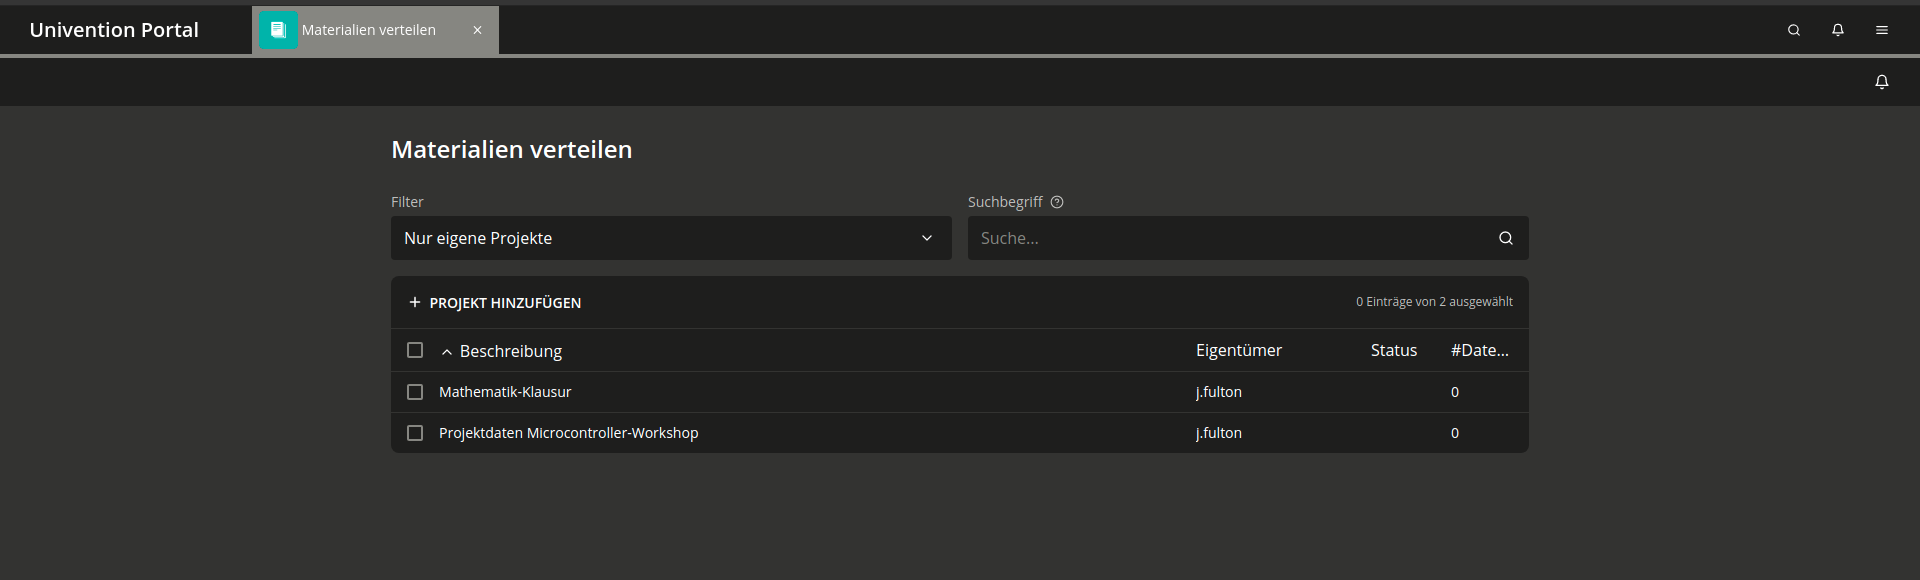 Univention Portal
Materialien verteilen
Materialien verteilen
Filter
Suchbegriff
Nur eigene Projekte
Suche...
PROJEKT HINZUFÜGEN
0 Einträge von 2 ausgewählt
Beschreibung Eigentümer Status #Date...
Mathematik-Klausur j.fulton 0
Projektdaten Microcontroller-Workshop j.fulton 0